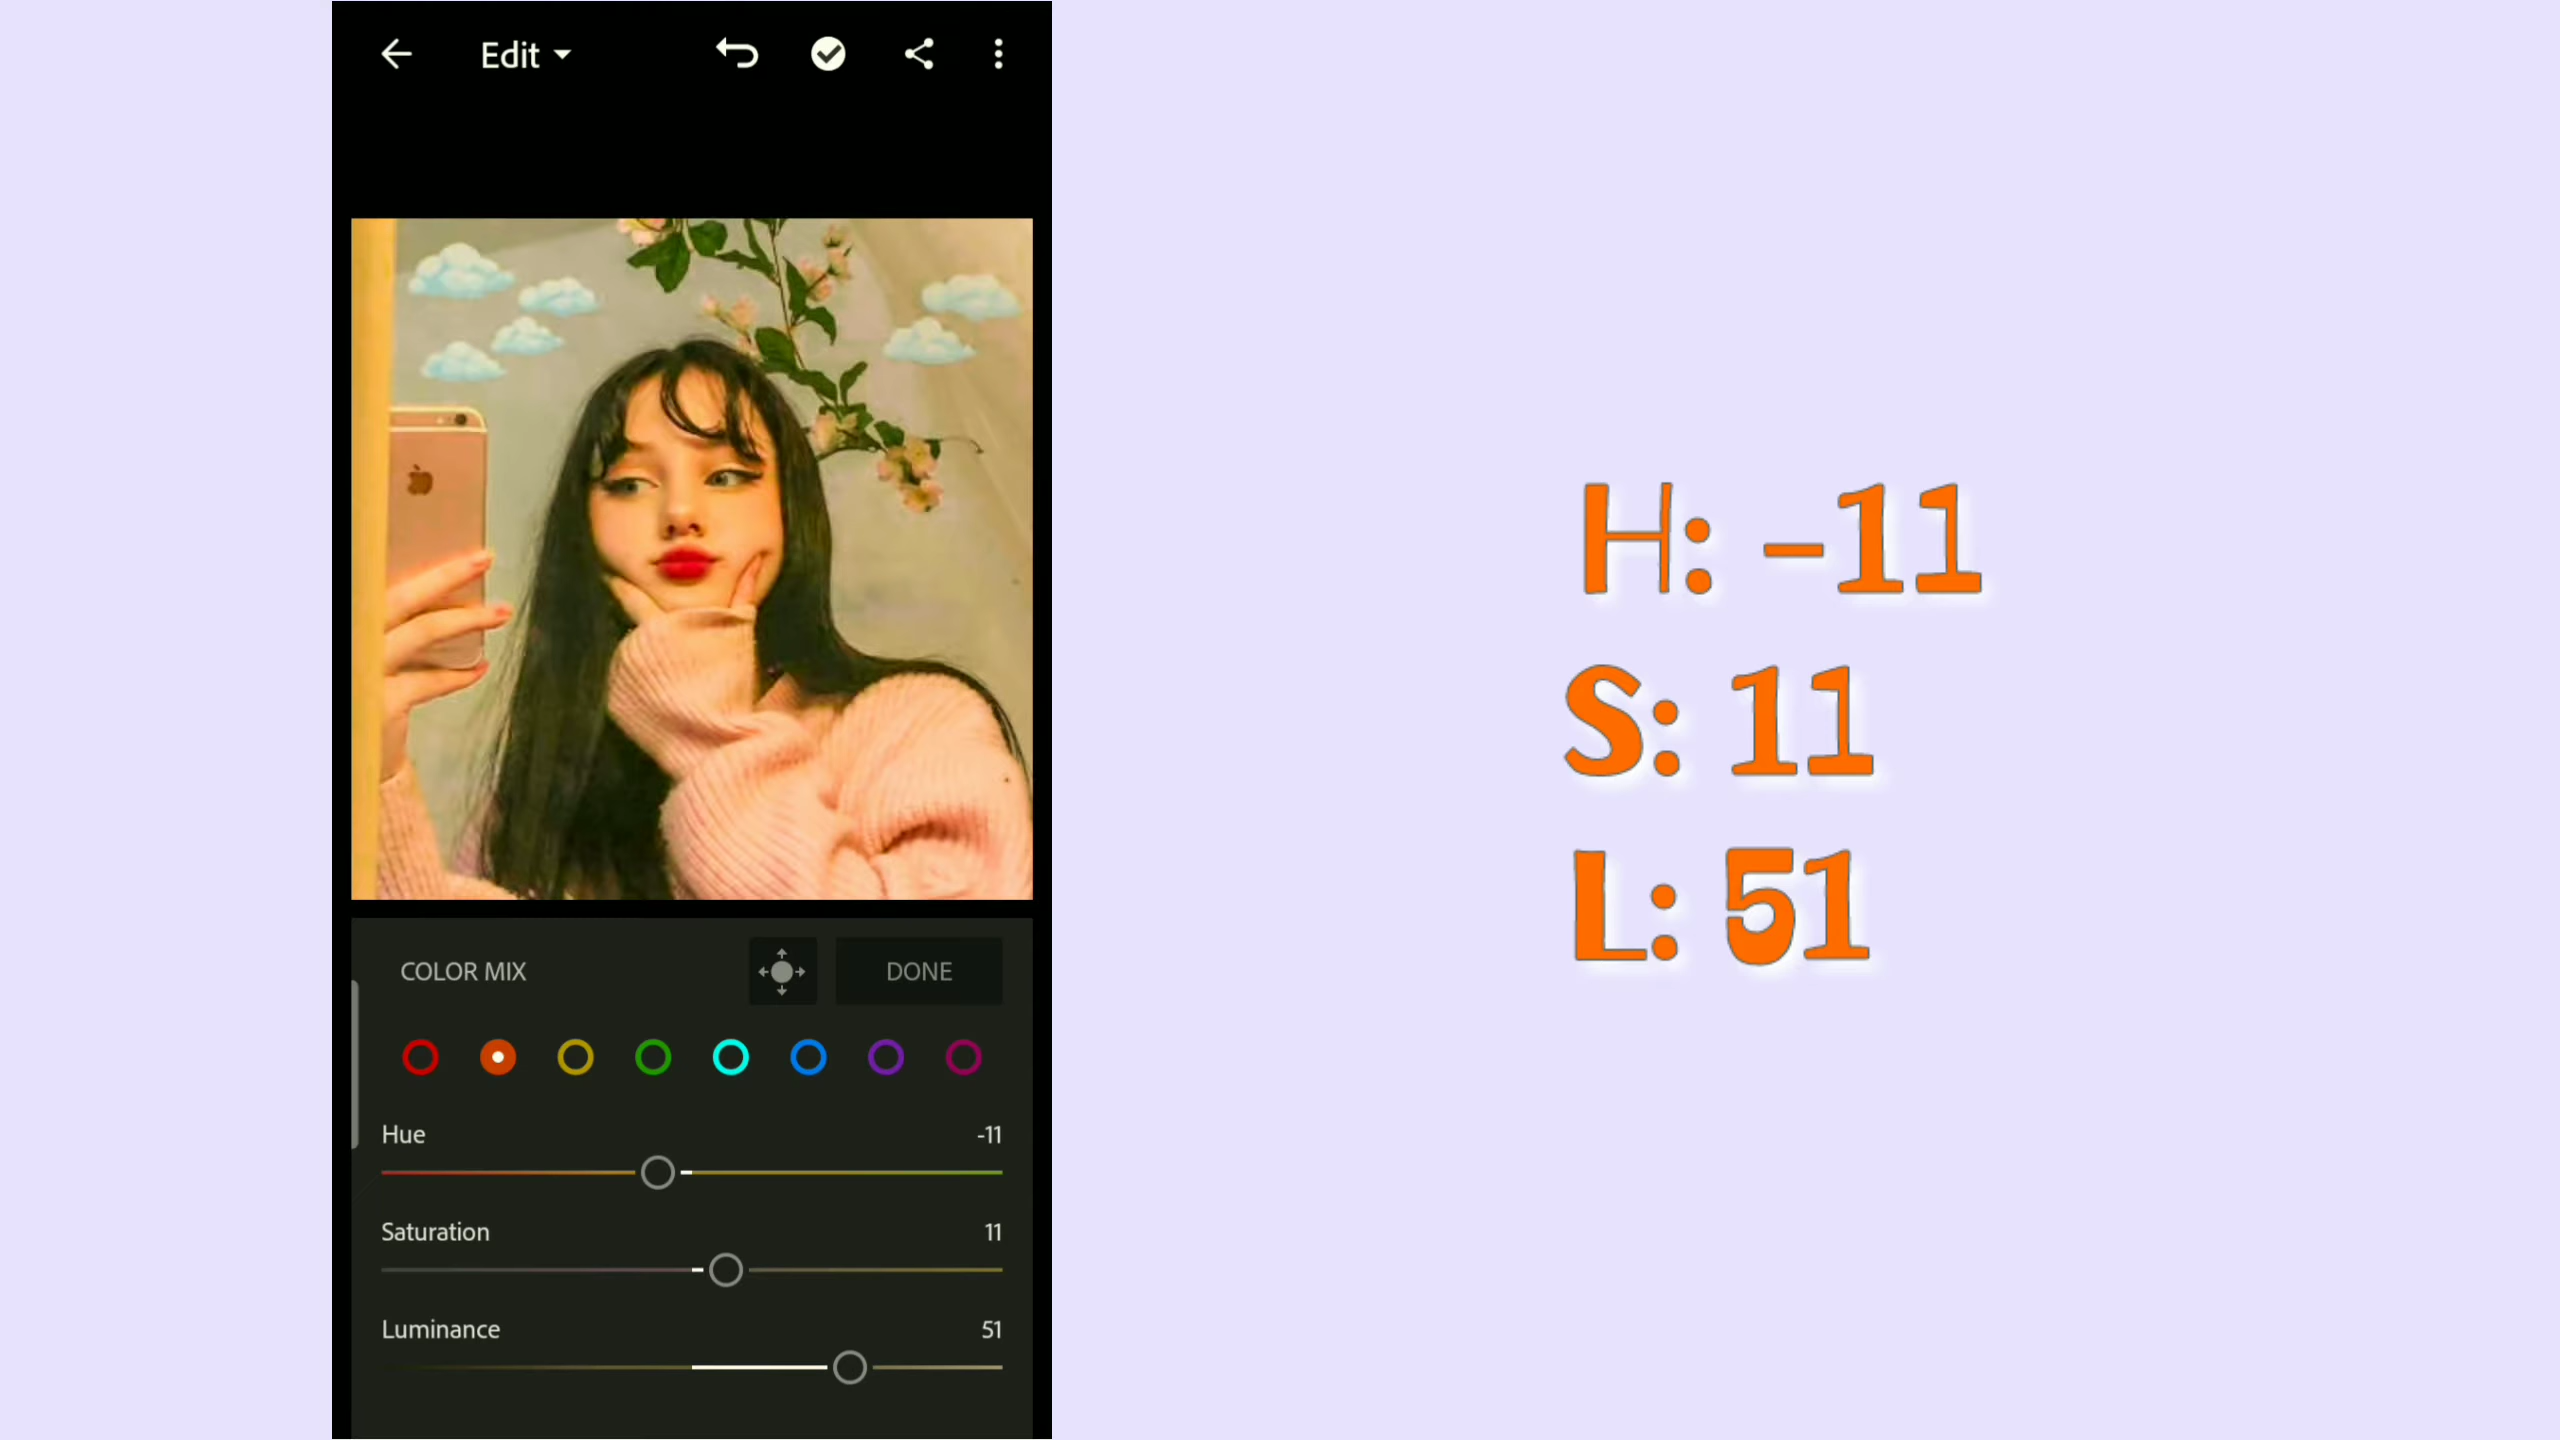 Edit
COLOR MIX
DONE
Hue -11
Saturation 11
Luminance 51
H: -11
S: 11
L: 51